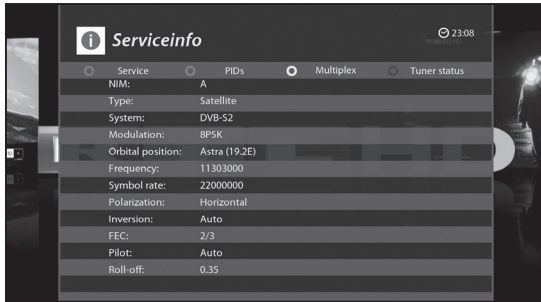 Serviceinfo
23:08
Service PIDs Multiplex Tuner status
NIM: A
Type: Satellite
System: DVB-S2
Modulation: 8PSK
Orbital position: Astra (19.2E)
Frequency: 11303000
Symbol rate: 22000000
Polarization: Horizontal
Inversion: Auto
FEC: 2/3
Pilot: Auto
Roll-off: 0.35